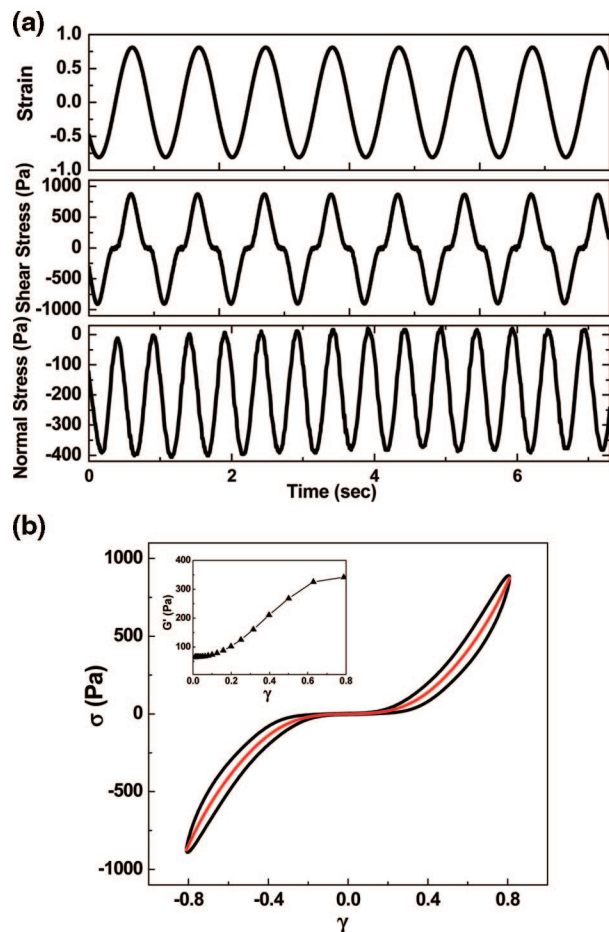 (a)
Strain
1.0
0.5
0.0
-0.5
-1.0
Shear Stress (Pa)
1000
500
0
-500
-1000
Normal Stress (Pa)
0
-100
-200
-300
-400
0 2 4 6
Time (sec)
(b)
σ (Pa)
1000
500
0
-500
-1000
G' (Pa)
400
300
200
100
0.0 0.2 0.4 0.6 0.8
γ
-0.8 -0.4 0.0 0.4 0.8
γ